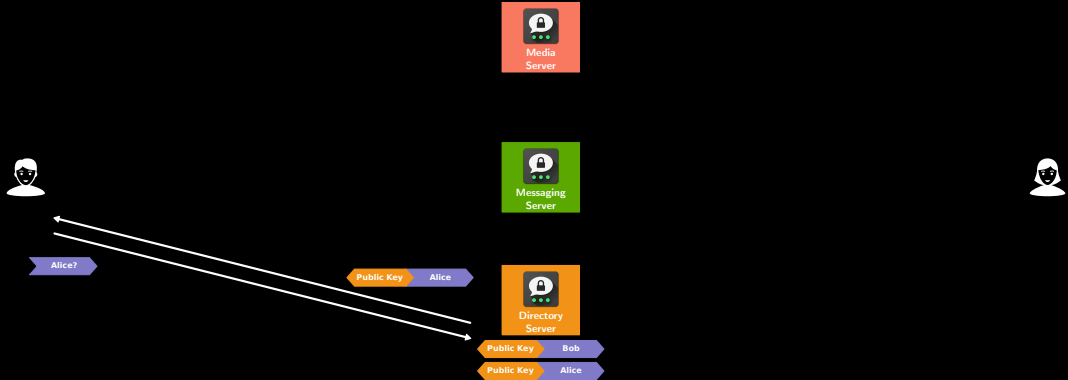 Media
Server
Messaging
Server
Alice?
Public Key Alice
Directory
Server
Public Key Bob
Public Key Alice